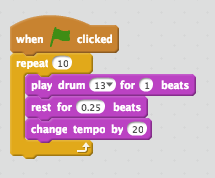 when clicked
repeat 10
play drum 13 for 1 beats
rest for 0.25 beats
change tempo by 20